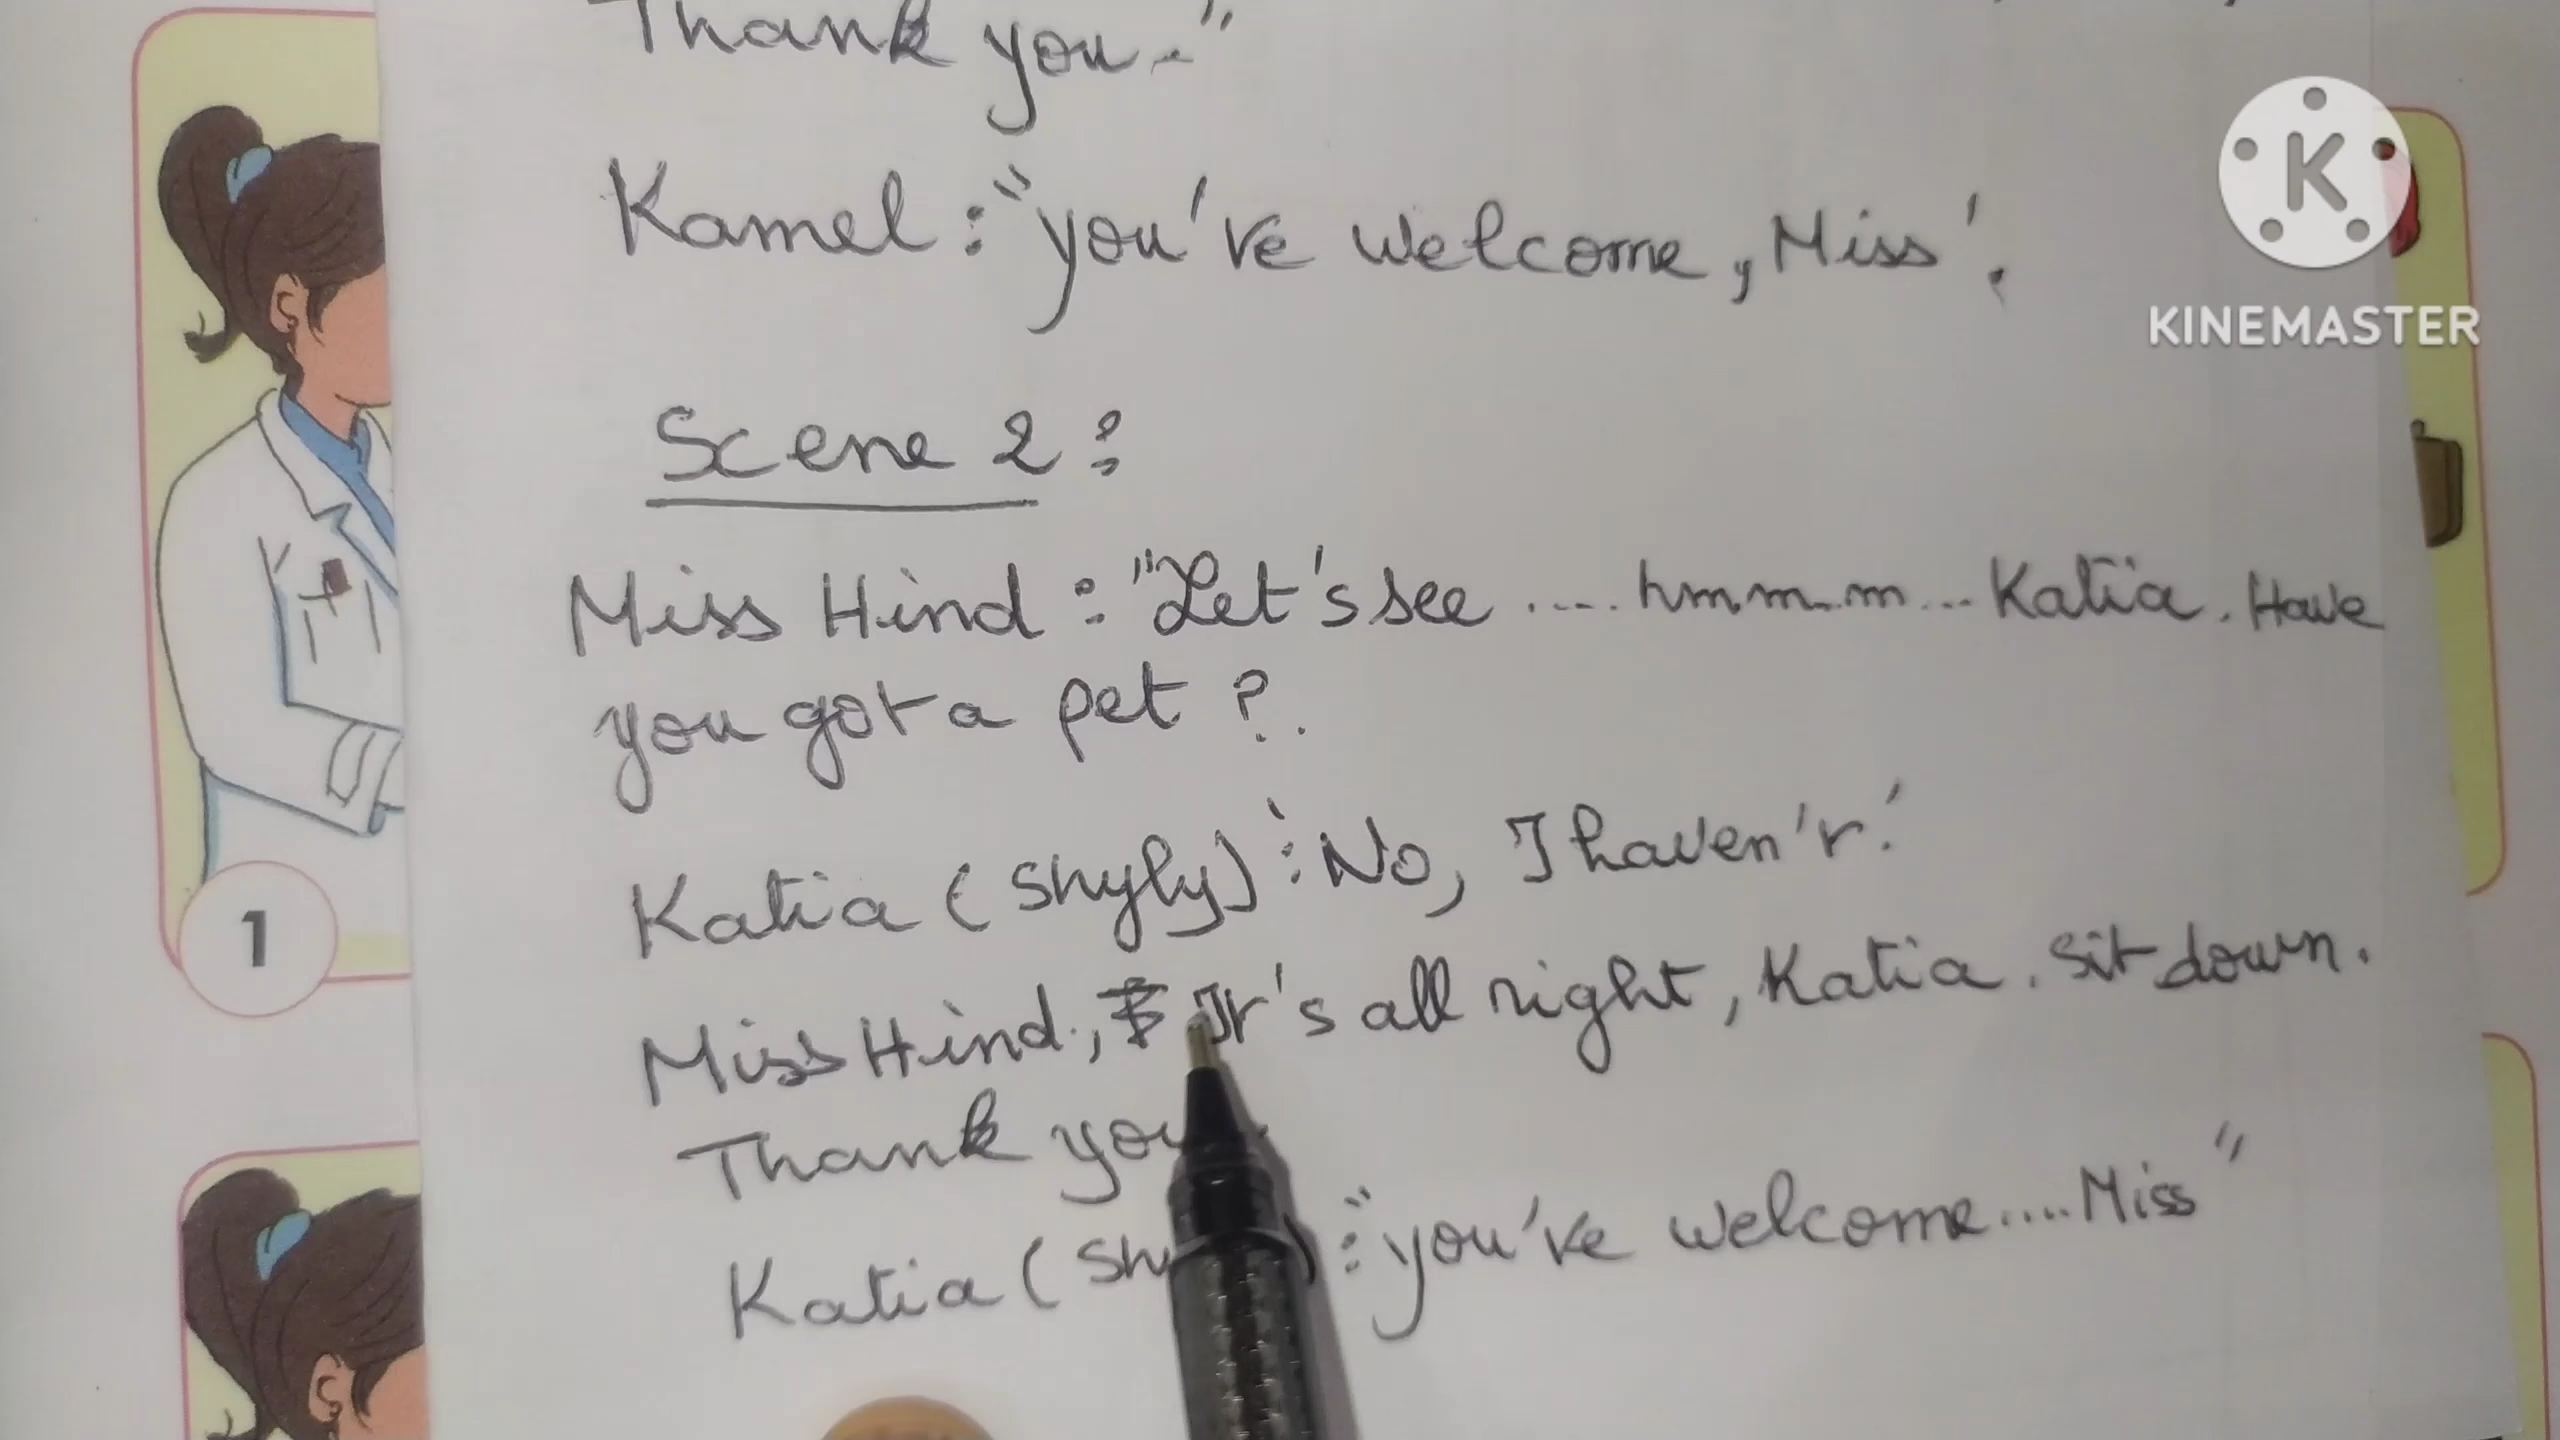 Thank you."
Kamel : "you've welcome, Miss'.
KINEMASTER
Scene 2 :
Miss Hind : "Let's see .... hmmmm... Katia. Have
you got a pet ?.
Katia (shyly) : 'No, I haven't.'
Miss Hind, It's all right, Katia. Sit down.
Thank you
Katia ( ) : "you've welcome.... Miss"
1